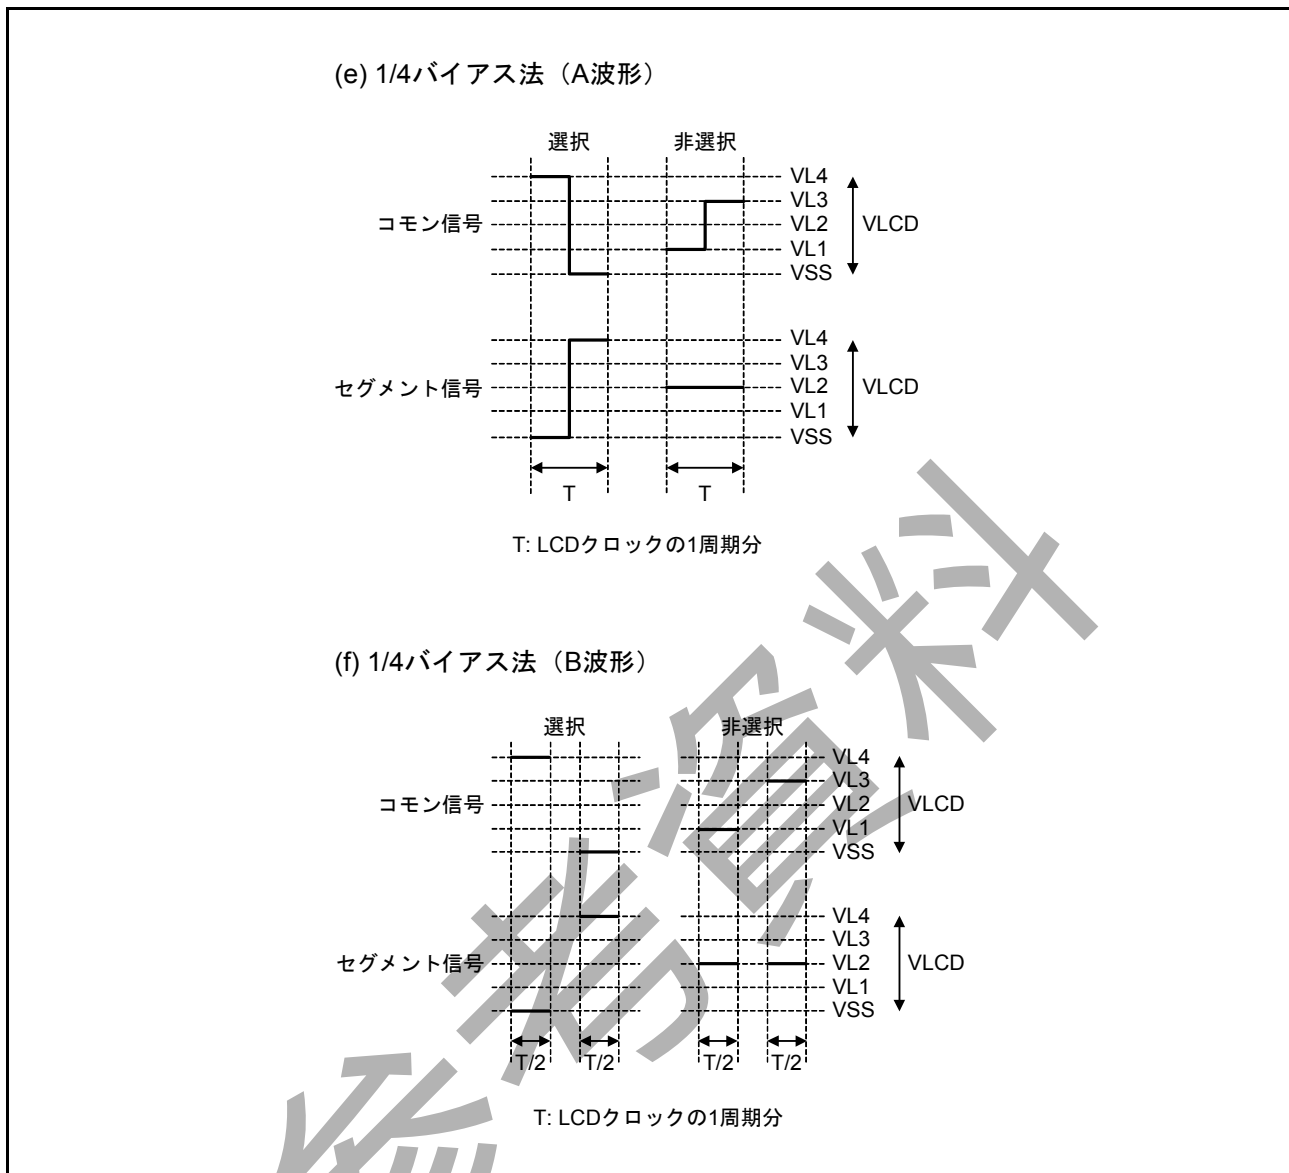 (e) 1/4バイアス法（A波形）
選択 非選択
コモン信号
VL4
VL3
VL2
VL1
VSS
VLCD
セグメント信号
VL4
VL3
VL2
VL1
VSS
VLCD
T T
T: LCDクロックの1周期分
(f) 1/4バイアス法（B波形）
選択 非選択
コモン信号
VL4
VL3
VL2
VL1
VSS
VLCD
セグメント信号
VL4
VL3
VL2
VL1
VSS
VLCD
T/2 T/2 T/2 T/2
T: LCDクロックの1周期分
参考資料